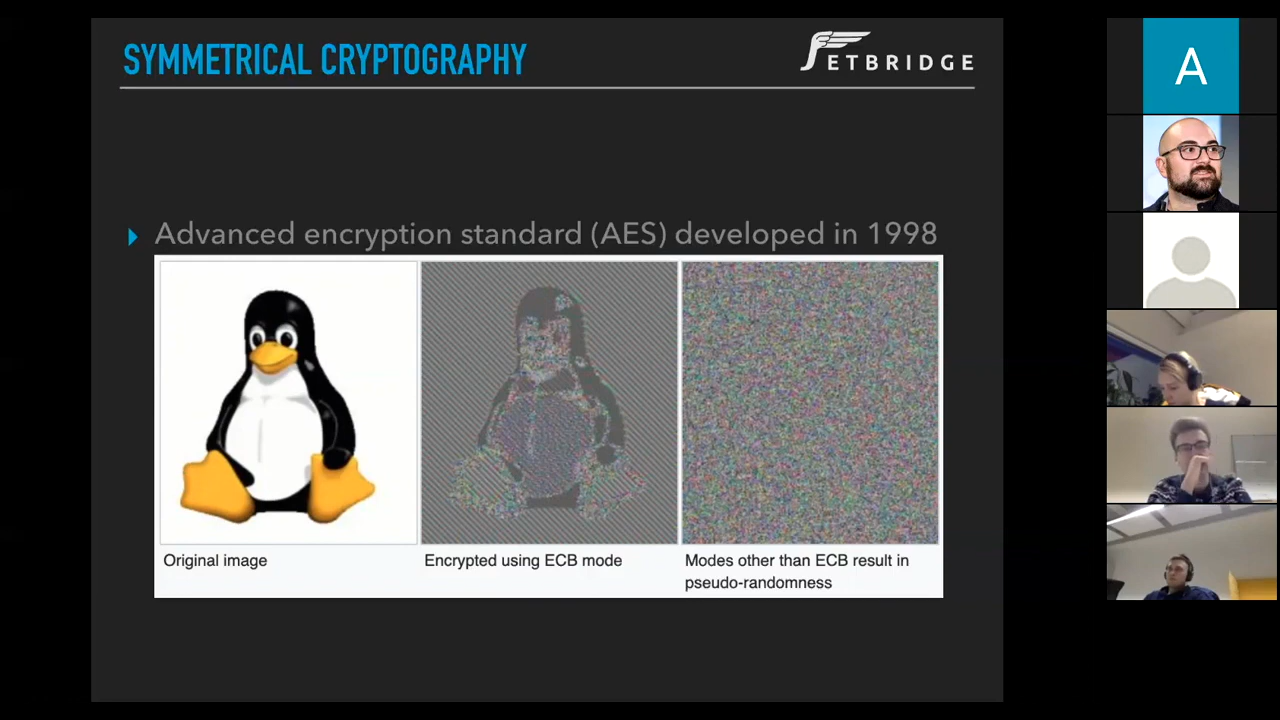 SYMMETRICAL CRYPTOGRAPHY
JETBRIDGE
Advanced encryption standard (AES) developed in 1998
Original image
Encrypted using ECB mode
Modes other than ECB result in
pseudo-randomness
A